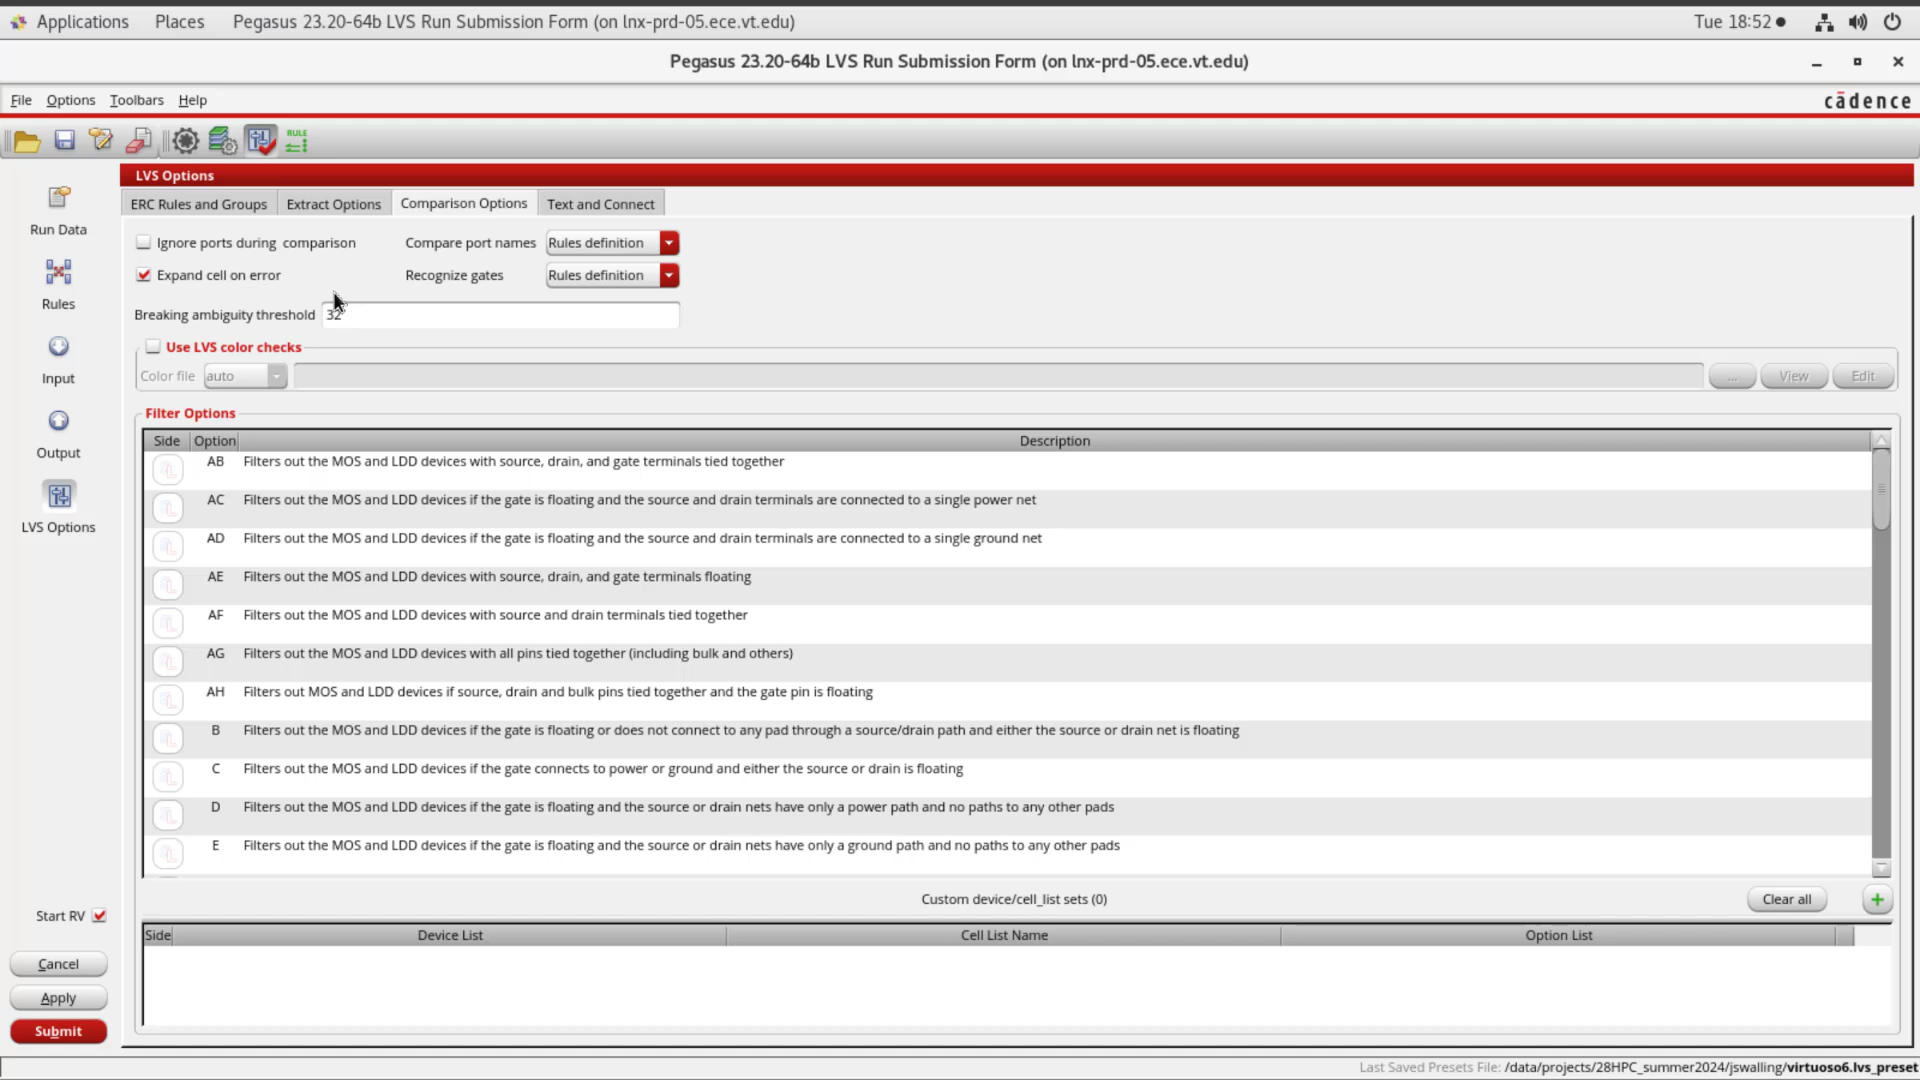 Applications Places Pegasus 23.20-64b LVS Run Submission Form (on lnx-prd-05.ece.vt.edu) Tue 18:52
Pegasus 23.20-64b LVS Run Submission Form (on lnx-prd-05.ece.vt.edu)
File Options Toolbars Help cādence
RULE
LVS Options
ERC Rules and Groups Extract Options Comparison Options Text and Connect
Run Data
Rules
Input
Output
LVS Options
Ignore ports during comparison Compare port names Rules definition
Expand cell on error Recognize gates Rules definition
Breaking ambiguity threshold 32
Use LVS color checks
Color file auto ... View Edit
Filter Options
Side Option Description
AB Filters out the MOS and LDD devices with source, drain, and gate terminals tied together
AC Filters out the MOS and LDD devices if the gate is floating and the source and drain terminals are connected to a single power net
AD Filters out the MOS and LDD devices if the gate is floating and the source and drain terminals are connected to a single ground net
AE Filters out the MOS and LDD devices with source, drain, and gate terminals floating
AF Filters out the MOS and LDD devices with source and drain terminals tied together
AG Filters out the MOS and LDD devices with all pins tied together (including bulk and others)
AH Filters out MOS and LDD devices if source, drain and bulk pins tied together and the gate pin is floating
B Filters out the MOS and LDD devices if the gate is floating or does not connect to any pad through a source/drain path and either the source or drain net is floating
C Filters out the MOS and LDD devices if the gate connects to power or ground and either the source or drain is floating
D Filters out the MOS and LDD devices if the gate is floating and the source or drain nets have only a power path and no paths to any other pads
E Filters out the MOS and LDD devices if the gate is floating and the source or drain nets have only a ground path and no paths to any other pads
Custom device/cell_list sets (0) Clear all
Side Device List Cell List Name Option List
Start RV
Cancel
Apply
Submit
Last Saved Presets File: /data/projects/28HPC_summer2024/jswalling/virtuoso6.lvs_preset